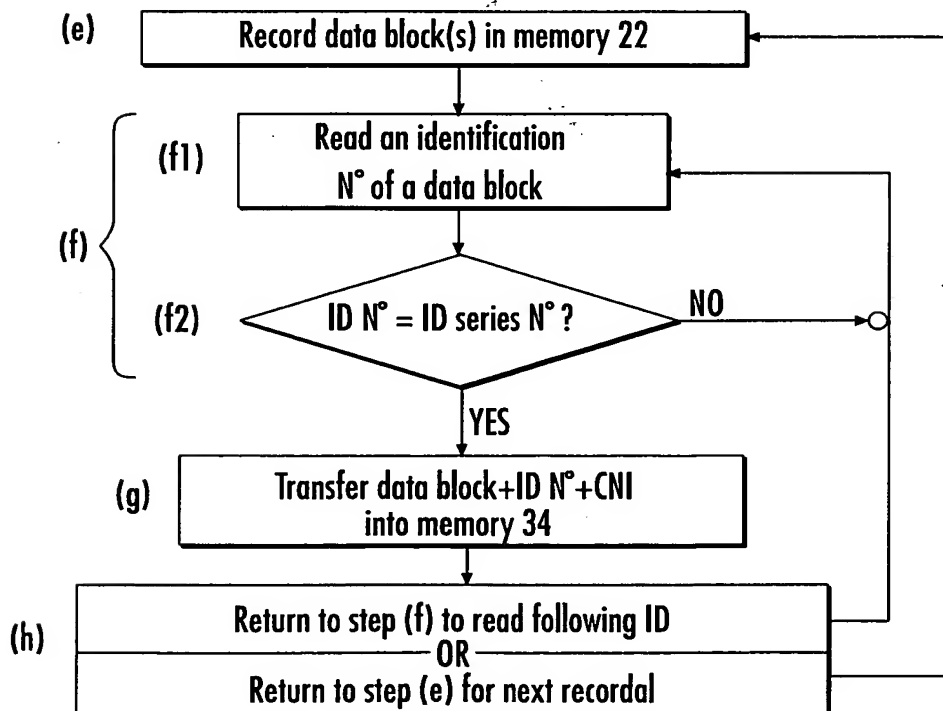 (e)
Record data block(s) in memory 22
(f)
(f1)
Read an identification
N° of a data block
(f2)
ID N° = ID series N° ?
NO
YES
(g)
Transfer data block+ID N°+CNI
into memory 34
(h)
Return to step (f) to read following ID
OR
Return to step (e) for next recordal